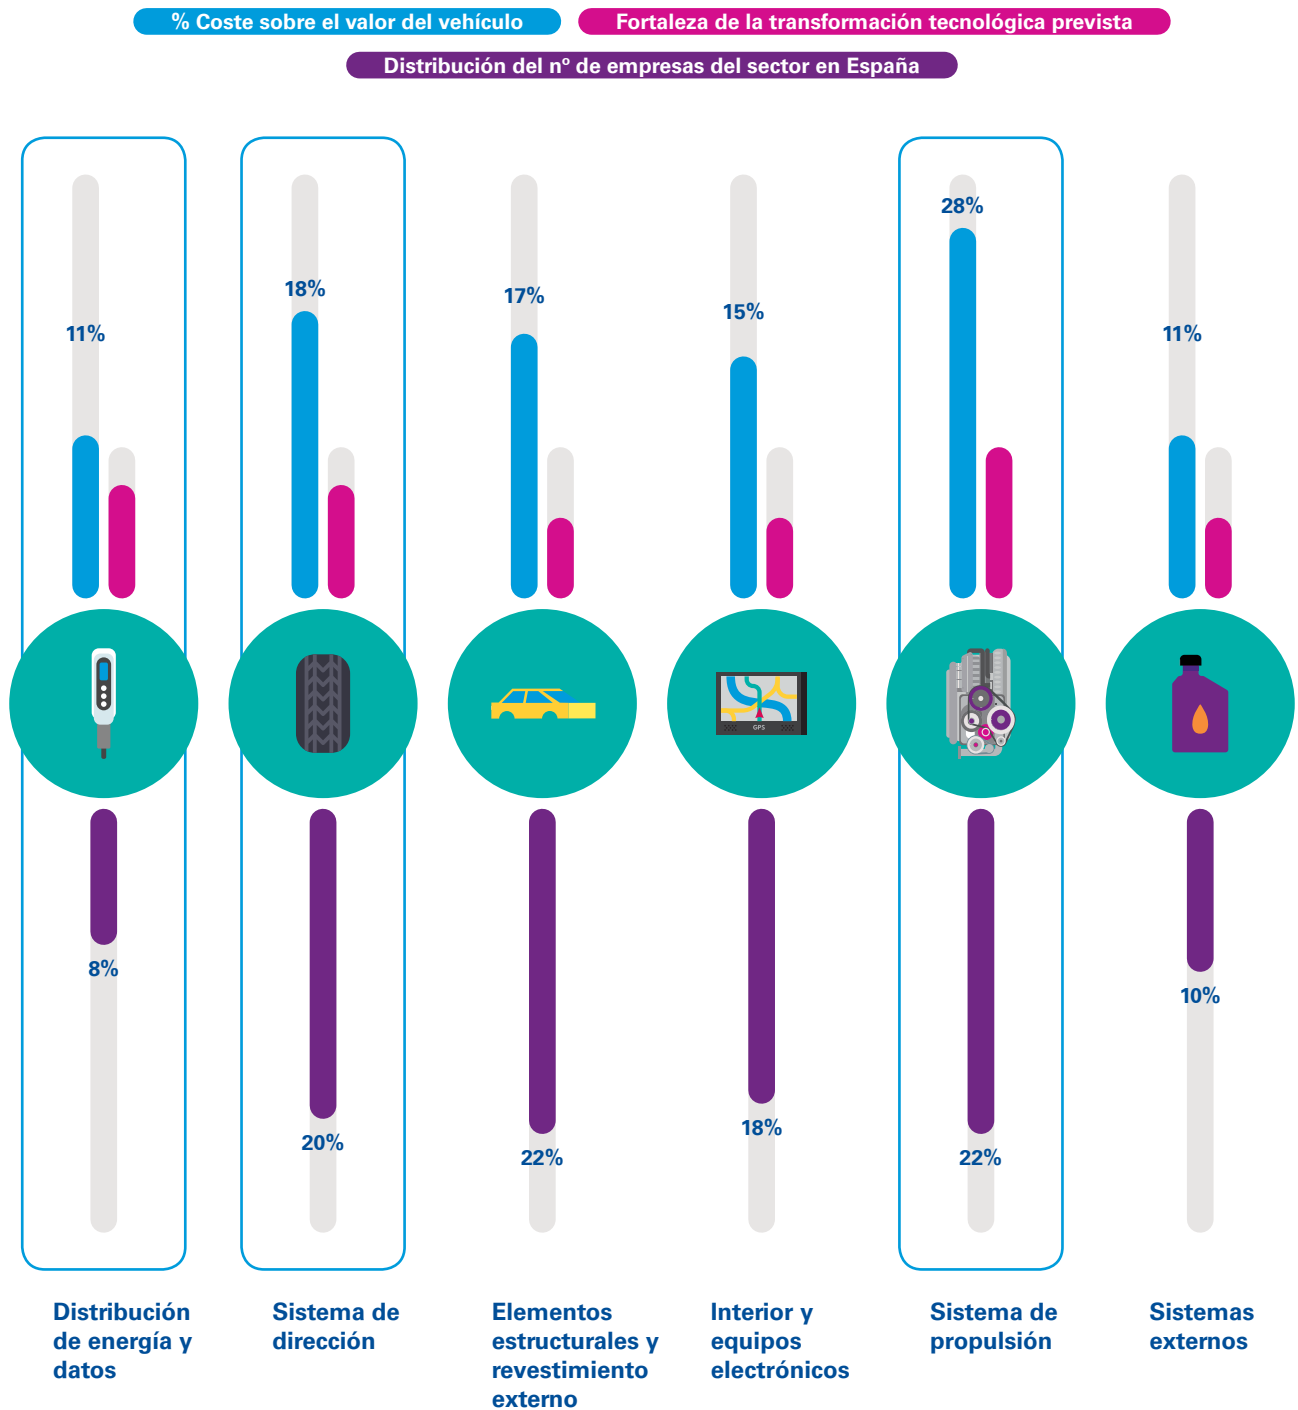 % Coste sobre el valor del vehículo
Fortaleza de la transformación tecnológica prevista
Distribución del nº de empresas del sector en España
11%
18%
17%
15%
28%
11%
GPS
8%
20%
22%
18%
22%
10%
Distribución
de energía y
datos
Sistema de
dirección
Elementos
estructurales y
revestimiento
externo
Interior y
equipos
electrónicos
Sistema de
propulsión
Sistemas
externos